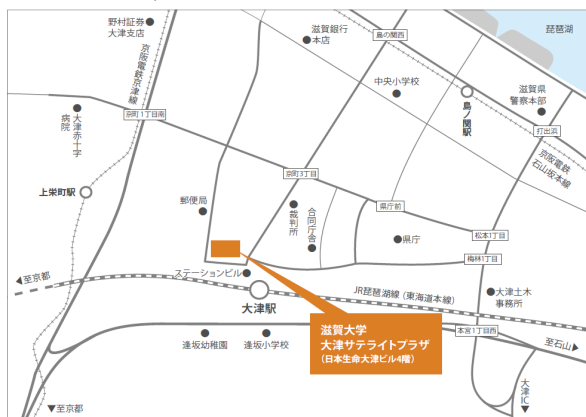 野村証券
大津支店
滋賀銀行
本店
島の関西
琵琶湖
中央小学校
島ノ関駅
滋賀県
警察本部
打出浜
京阪電鉄京津線
京阪電鉄
石山坂本線
大津赤十字
病院
京町1丁目南
上栄町駅
京町3丁目
郵便局
裁判所
合同庁舎
県庁前
県庁
松本1丁目
梅林1丁目
ステーションビル
◀至京都
大津駅
JR琵琶湖線(東海道本線)
大津土木
事務所
滋賀大学
大津サテライトプラザ
(日本生命大津ビル4階)
本宮1丁目西
至石山▶
逢坂幼稚園
逢坂小学校
大津IC▼
▼至京都